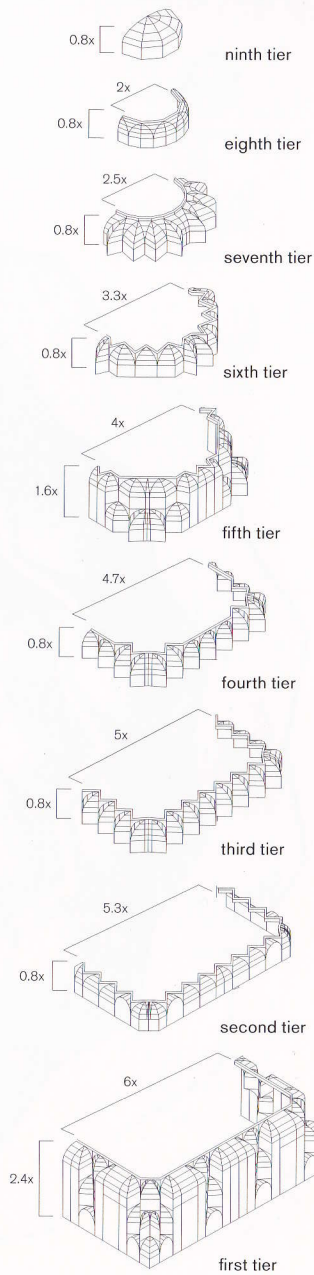 0.8x
ninth tier
2x
0.8x
eighth tier
2.5x
0.8x
seventh tier
3.3x
0.8x
sixth tier
4x
1.6x
fifth tier
4.7x
0.8x
fourth tier
5x
0.8x
third tier
5.3x
0.8x
second tier
6x
2.4x
first tier